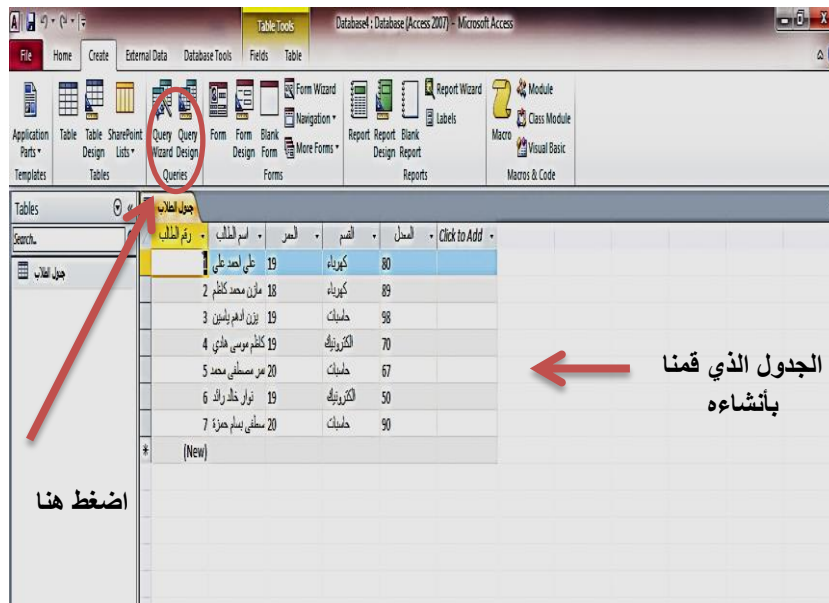 Table Tools
Database4 : Database (Access 2007) - Microsoft Access
File Home Create External Data Database Tools Fields Table
Application Parts
Table
Table Design
SharePoint Lists
Query Wizard
Query Design
Form
Form Design
Blank Form
Form Wizard
Navigation
More Forms
Report
Report Design
Blank Report
Report Wizard
Labels
Macro
Module
Class Module
Visual Basic
Templates Tables Queries Forms Reports Macros & Code
Tables
جدول الطلاب
Search..
جدول الطلاب
رقم الطالب اسم الطالب العمر القسم المعدل Click to Add
1 علي احمد علي 19 كهرباء 80
2 مازن محمد كاظم 18 كهرباء 89
3 يزن ادهم ياسين 19 حاسبات 98
4 كاظم موسى هادي 19 الكترونيك 70
5 مصطفى محمد 20 حاسبات 67
6 نوار خالد رائد 19 الكترونيك 50
7 بسام حمزة 20 حاسبات 90
(New)
الجدول الذي قمنا
بأنشاءه
اضغط هنا